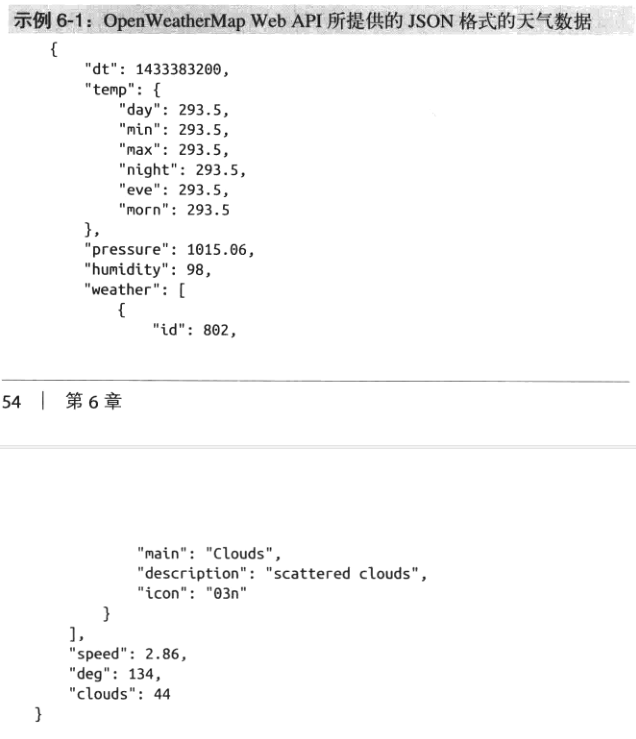 示例 6-1：OpenWeatherMap Web API 所提供的 JSON 格式的天气数据
{
    "dt": 1433383200,
    "temp": {
        "day": 293.5,
        "min": 293.5,
        "max": 293.5,
        "night": 293.5,
        "eve": 293.5,
        "morn": 293.5
    },
    "pressure": 1015.06,
    "humidity": 98,
    "weather": [
        {
            "id": 802,
54 | 第 6 章
            "main": "Clouds",
            "description": "scattered clouds",
            "icon": "03n"
        }
    ],
    "speed": 2.86,
    "deg": 134,
    "clouds": 44
}